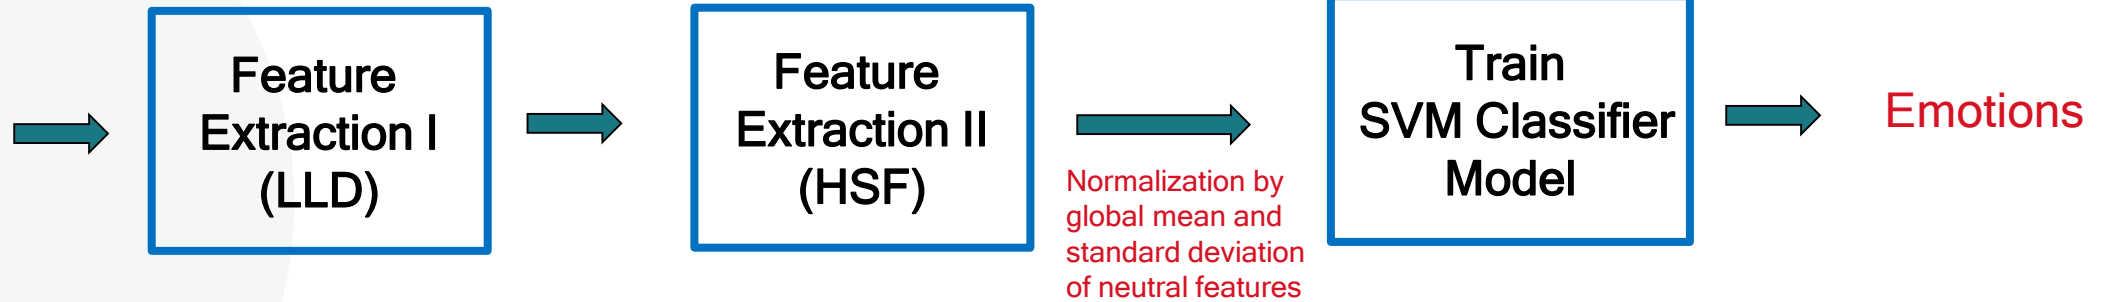 Feature
Extraction I
(LLD)
Feature
Extraction II
(HSF)
Normalization by
global mean and
standard deviation
of neutral features
Train
SVM Classifier
Model
Emotions